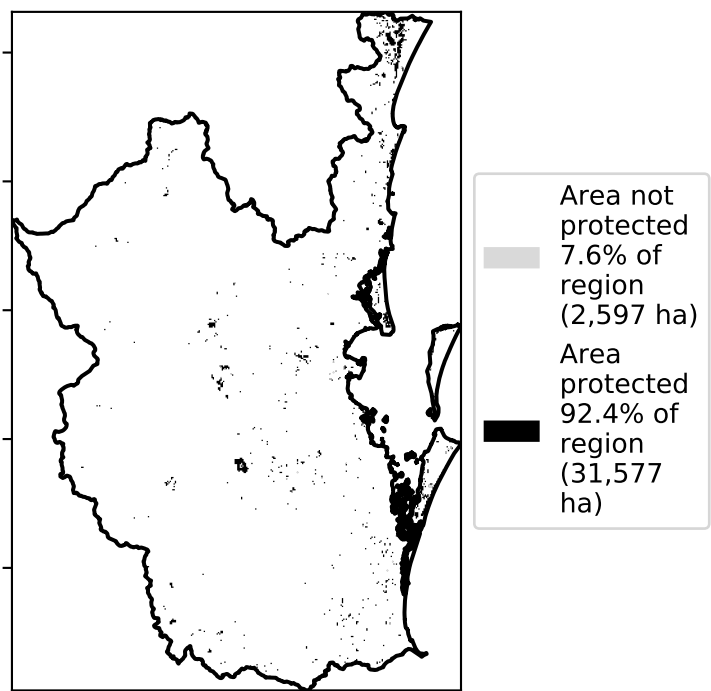 Area not
protected
7.6% of
region
(2,597 ha)
Area
protected
92.4% of
region
(31,577
ha)